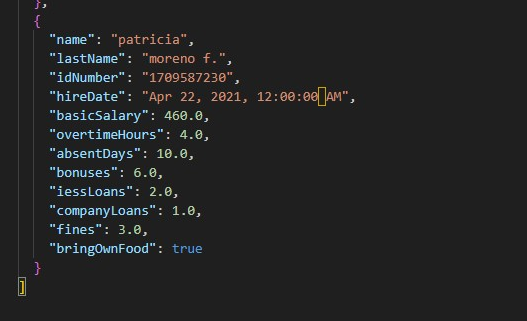 },
{
"name": "patricia",
"lastName": "moreno f.",
"idNumber": "1709587230",
"hireDate": "Apr 22, 2021, 12:00:00 AM",
"basicSalary": 460.0,
"overtimeHours": 4.0,
"absentDays": 10.0,
"bonuses": 6.0,
"iessLoans": 2.0,
"companyLoans": 1.0,
"fines": 3.0,
"bringOwnFood": true
}
]